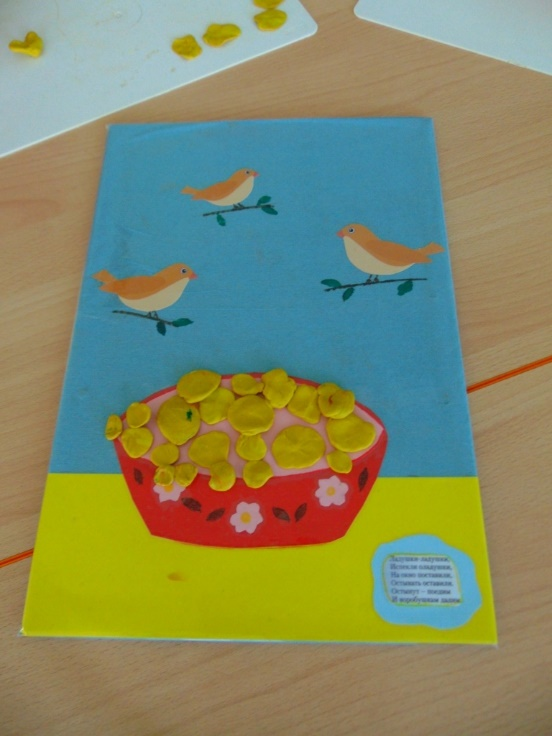 Ладушки-ладушки,
Испекли оладушки,
На окно поставили,
Остывать оставили.
Остынут – поедим
И воробушкам дадим.